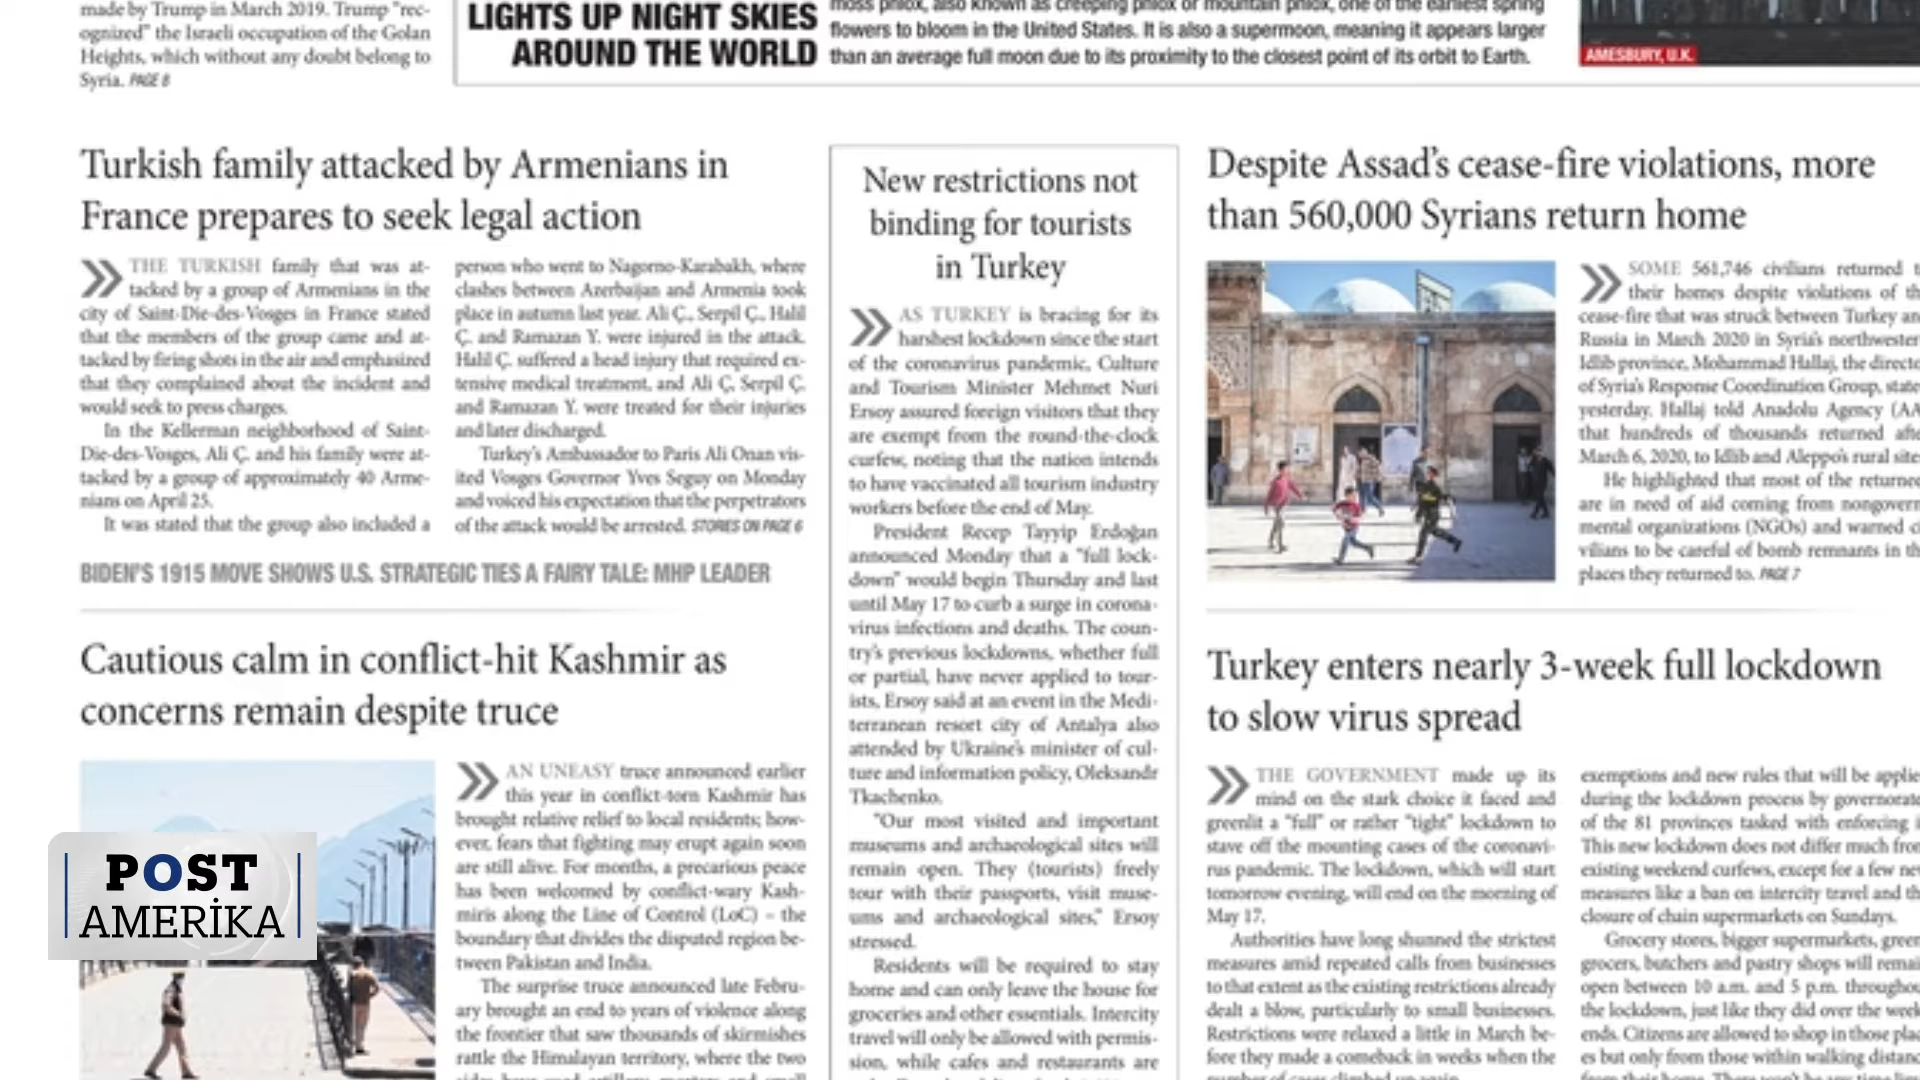 made by Trump in March 2019. Trump "rec-
ognized" the Israeli occupation of the Golan
Heights, which without any doubt belong to
Syria. PAGE 8
LIGHTS UP NIGHT SKIES
AROUND THE WORLD
moss phlox, also known as creeping phlox or mountain phlox, one of the earliest spring
flowers to bloom in the United States. It is also a supermoon, meaning it appears larger
than an average full moon due to its proximity to the closest point of its orbit to Earth.
AMESBURY, U.K.
Turkish family attacked by Armenians in
France prepares to seek legal action
THE TURKISH family that was at-
tacked by a group of Armenians in the
city of Saint-Die-des-Vosges in France stated
that the members of the group came and at-
tacked by firing shots in the air and emphasized
that they complained about the incident and
would seek to press charges.
In the Kellerman neighborhood of Saint-
Die-des-Vosges, Ali Ç. and his family were at-
tacked by a group of approximately 40 Arme-
nians on April 25.
It was stated that the group also included a
person who went to Nagorno-Karabakh, where
clashes between Azerbaijan and Armenia took
place in autumn last year. Ali Ç., Serpil Ç., Halil
Ç. and Ramazan Y. were injured in the attack.
Halil Ç. suffered a head injury that required ex-
tensive medical treatment, and Ali Ç, Serpil Ç.
and Ramazan Y. were treated for their injuries
and later discharged.
Turkey's Ambassador to Paris Ali Onan vis-
ited Vosges Governor Yves Seguy on Monday
and voiced his expectation that the perpetrators
of the attack would be arrested. STORIES ON PAGE 6
BIDEN'S 1915 MOVE SHOWS U.S. STRATEGIC TIES A FAIRY TALE: MHP LEADER
Cautious calm in conflict-hit Kashmir as
concerns remain despite truce
AN UNEASY truce announced earlier
this year in conflict-torn Kashmir has
brought relative relief to local residents; how-
ever, fears that fighting may erupt again soon
are still alive. For months, a precarious peace
has been welcomed by conflict-wary Kash-
miris along the Line of Control (LoC) – the
boundary that divides the disputed region be-
tween Pakistan and India.
The surprise truce announced late Febru-
ary brought an end to years of violence along
the frontier that saw thousands of skirmishes
rattle the Himalayan territory, where the two
New restrictions not
binding for tourists
in Turkey
AS TURKEY is bracing for its
harshest lockdown since the start
of the coronavirus pandemic, Culture
and Tourism Minister Mehmet Nuri
Ersoy assured foreign visitors that they
are exempt from the round-the-clock
curfew, noting that the nation intends
to have vaccinated all tourism industry
workers before the end of May.
President Recep Tayyip Erdoğan
announced Monday that a "full lock-
down" would begin Thursday and last
until May 17 to curb a surge in corona-
virus infections and deaths. The coun-
try's previous lockdowns, whether full
or partial, have never applied to tour-
ists, Ersoy said at an event in the Medi-
terranean resort city of Antalya also
attended by Ukraine's minister of cul-
ture and information policy, Oleksandr
Tkachenko.
"Our most visited and important
museums and archaeological sites will
remain open. They (tourists) freely
tour with their passports, visit muse-
ums and archaeological sites," Ersoy
stressed.
Residents will be required to stay
home and can only leave the house for
groceries and other essentials. Intercity
travel will only be allowed with permis-
sion, while cafes and restaurants are
Despite Assad's cease-fire violations, more
than 560,000 Syrians return home
SOME 561,746 civilians returned
their homes despite violations of
cease-fire that was struck between Turkey
Russia in March 2020 in Syria's
Idlib province, Mohammad Hallaj, the
of Syria's Response Coordination Group,
yesterday. Hallaj told Anadolu Agency
that hundreds of thousands returned
March 6, 2020, to Idlib and Aleppo's rural
He highlighted that most of the
are in need of aid coming from
mental organizations (NGOs) and warned
vilians to be careful of bomb remnants in
places they returned to. PAGE 7
Turkey enters nearly 3-week full lockdown
to slow virus spread
THE GOVERNMENT made up its
mind on the stark choice it faced and
greenlit a "full" or rather "tight" lockdown to
stave off the mounting cases of the coronavi-
rus pandemic. The lockdown, which will start
tomorrow evening, will end on the morning of
May 17.
Authorities have long shunned the strictest
measures amid repeated calls from businesses
to that extent as the existing restrictions already
dealt a blow, particularly to small businesses.
Restrictions were relaxed a little in March be-
fore they made a comeback in weeks when the
exemptions and new rules that will be
during the lockdown process by
of the 81 provinces tasked with enforcing
This new lockdown does not differ much
existing weekend curfews, except for a few
measures like a ban on intercity travel and
closure of chain supermarkets on Sundays.
Grocery stores, bigger supermarkets,
grocers, butchers and pastry shops will
open between 10 a.m. and 5 p.m.
the lockdown, just like they did over the
ends. Citizens are allowed to shop in those
es but only from those within walking
POST
AMERİKA